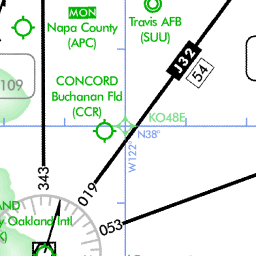 MON
Napa County
(APC)
Travis AFB
(SUU)
J32
54
109
CONCORD
Buchanan Fld
(CCR)
KO48E
N38°
W122°
343
019
053
AND
Oakland Intl